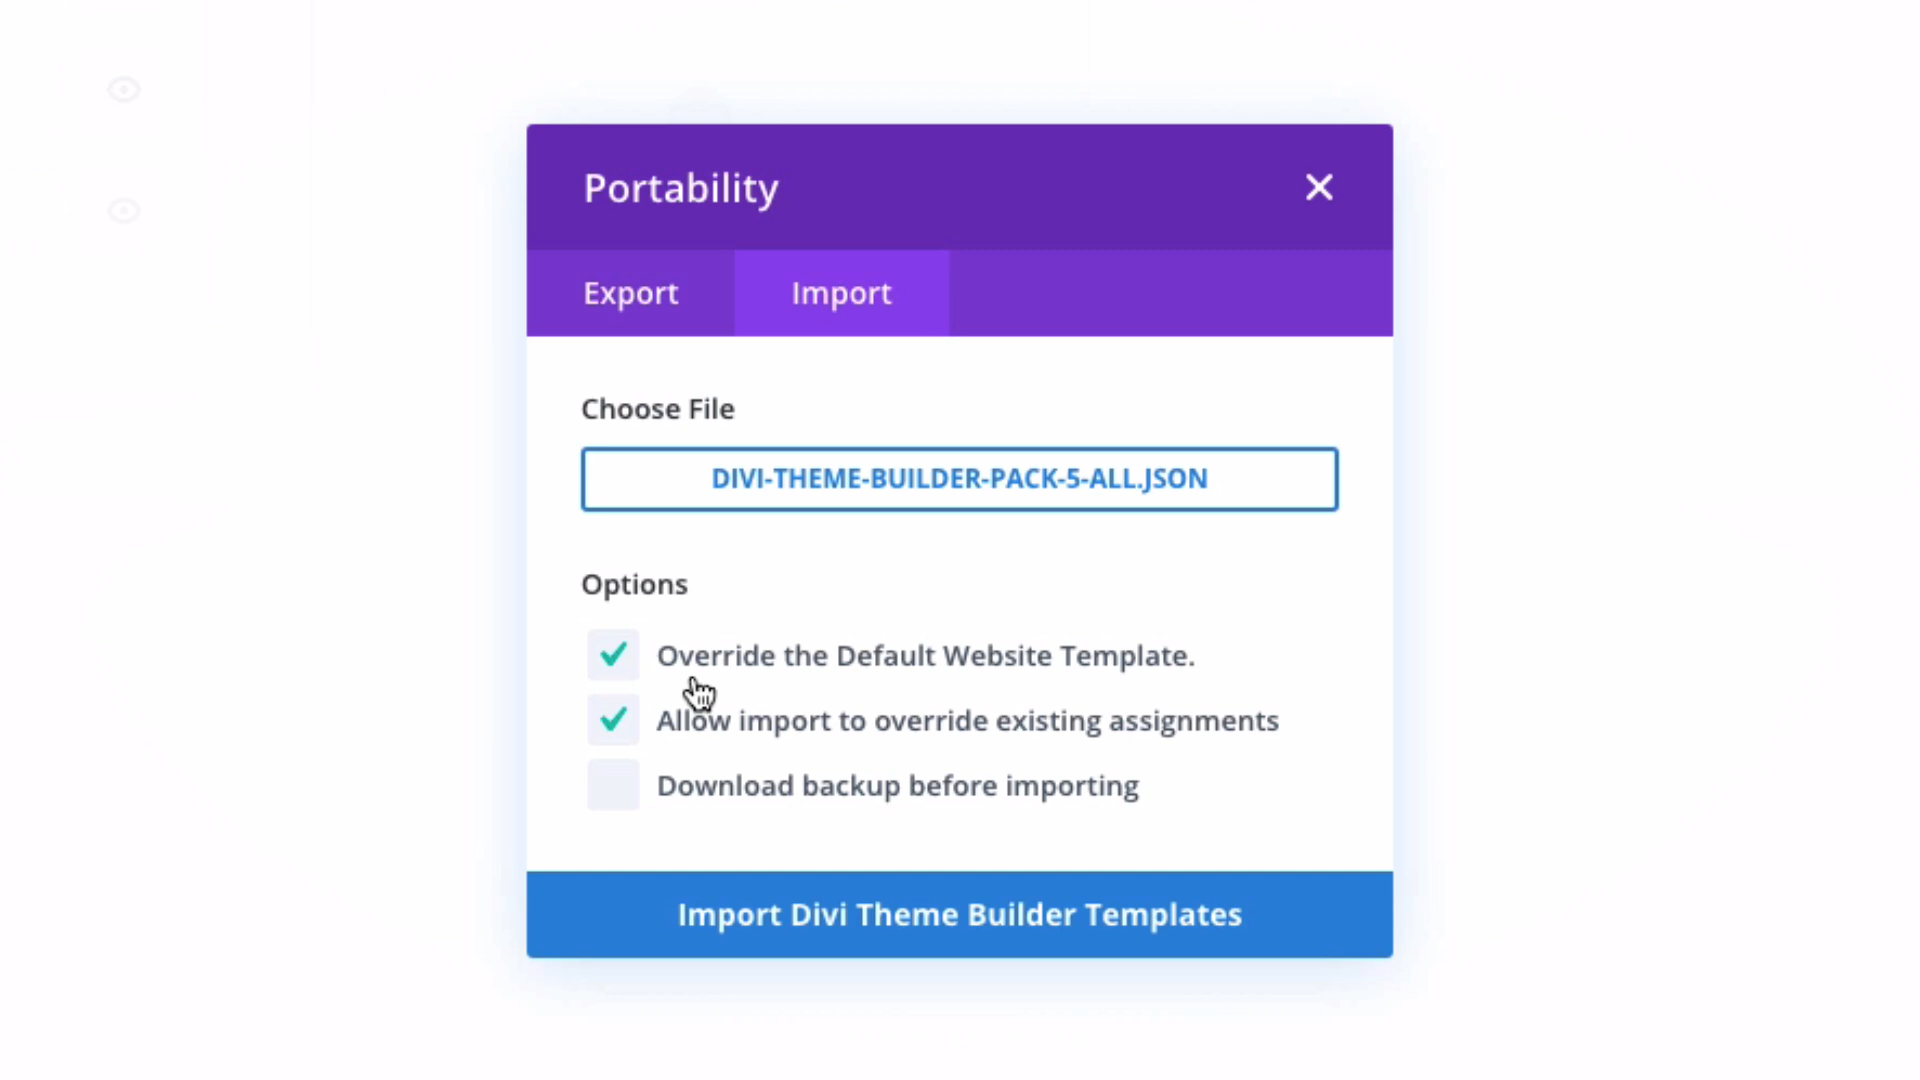 Portability
Export
Import
Choose File
DIVI-THEME-BUILDER-PACK-5-ALL.JSON
Options
Override the Default Website Template.
Allow import to override existing assignments
Download backup before importing
Import Divi Theme Builder Templates